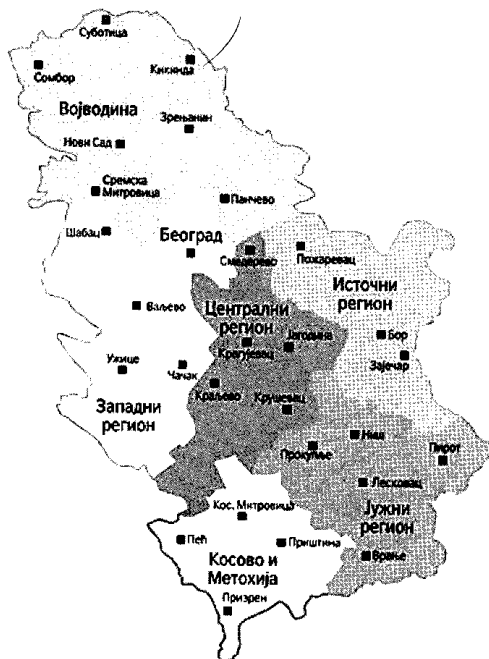 Суботица
Сомбор
Кикинда
Војводина
Зрењанин
Нови Сад
Сремска
Митровица
Панчево
Шабац
Београд
Смедерево
Пожаревац
Источни
регион
Ваљево
Централни
регион
Крагујевац
Јагодина
Бор
Зајечар
Ужице
Чачак
Краљево
Крушевац
Западни
регион
Ниш
Прокупље
Пирот
Лесковац
Јужни
регион
Кос. Митровица
Пећ
Приштина
Врање
Косово и
Метохија
Призрен